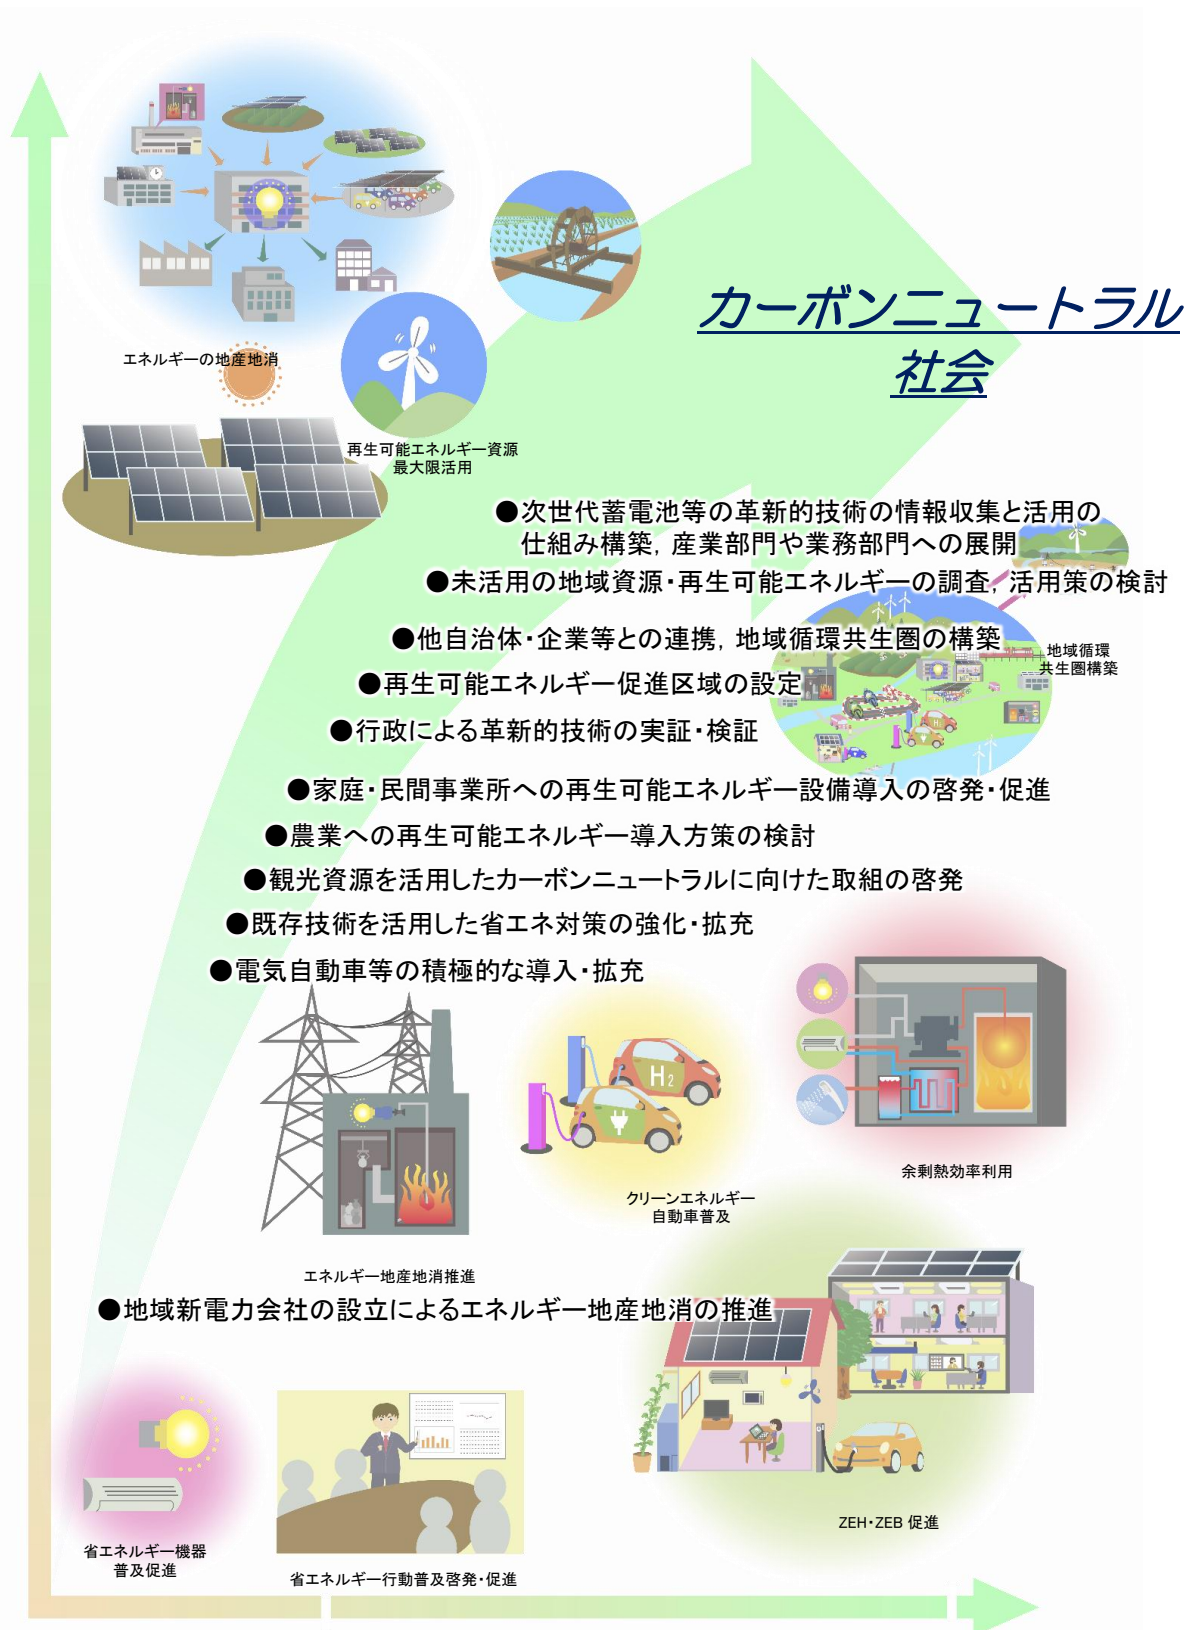 カーボンニュートラル
社会
エネルギーの地産地消
再生可能エネルギー資源
最大限活用
●次世代蓄電池等の革新的技術の情報収集と活用の
仕組み構築，産業部門や業務部門への展開
●未活用の地域資源・再生可能エネルギーの調査，活用策の検討
●他自治体・企業等との連携，地域循環共生圏の構築
地域循環
共生圏構築
●再生可能エネルギー促進区域の設定
●行政による革新的技術の実証・検証
●家庭・民間事業所への再生可能エネルギー設備導入の啓発・促進
●農業への再生可能エネルギー導入方策の検討
●観光資源を活用したカーボンニュートラルに向けた取組の啓発
●既存技術を活用した省エネ対策の強化・拡充
●電気自動車等の積極的な導入・拡充
H2
余剰熱効率利用
クリーンエネルギー
自動車普及
エネルギー地産地消推進
●地域新電力会社の設立によるエネルギー地産地消の推進
ZEH・ZEB 促進
省エネルギー機器
普及促進
省エネルギー行動普及啓発・促進